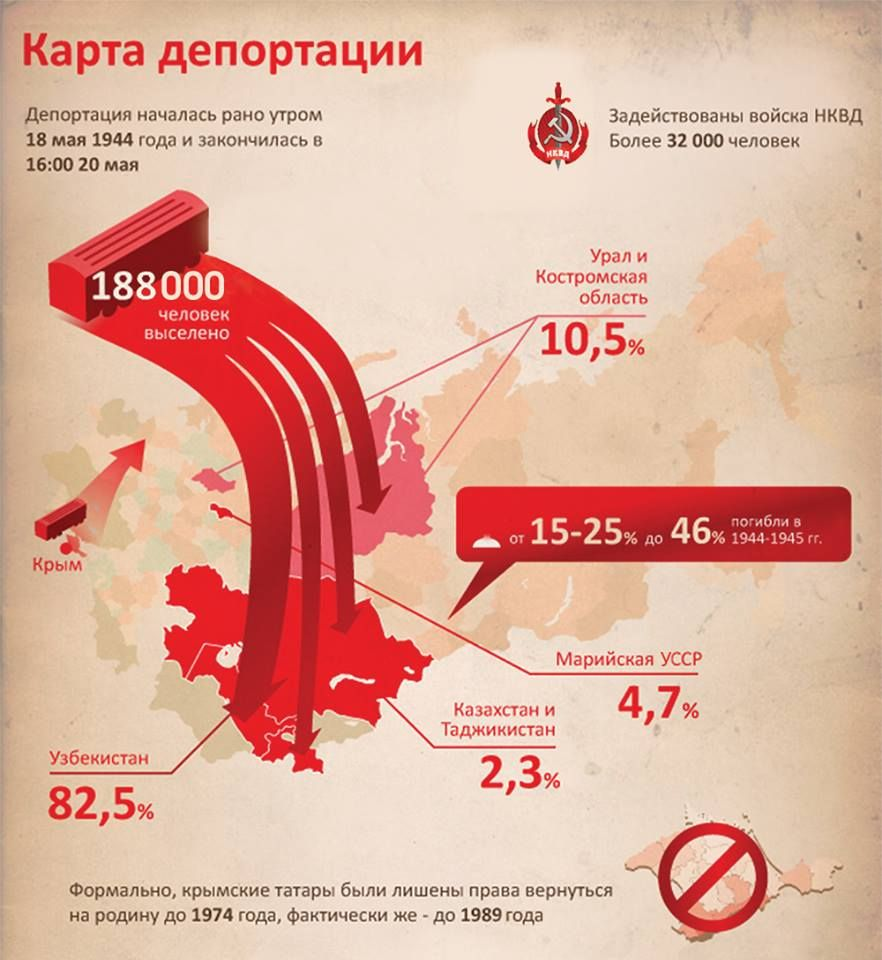 Карта депортации
Депортация началась рано утром
18 мая 1944 года и закончилась в
16:00 20 мая
НКВД
Задействованы войска НКВД
Более 32 000 человек
188 000
человек
выселено
Урал и
Костромская
область
10,5%
от 15-25% до 46% погибли в
1944-1945 гг.
Крым
Марийская УССР
4,7%
Казахстан и
Таджикистан
2,3%
Узбекистан
82,5%
Формально, крымские татары были лишены права вернуться
на родину до 1974 года, фактически же - до 1989 года